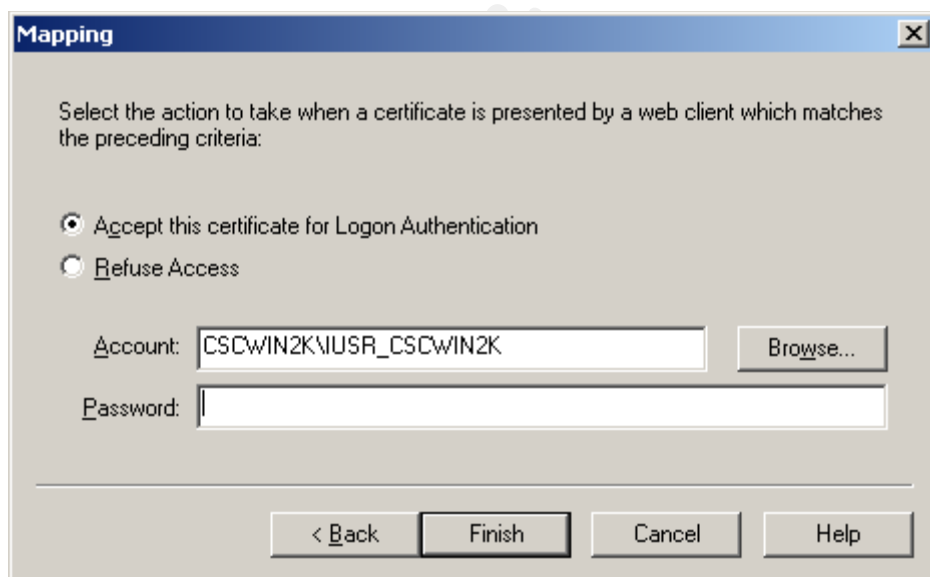 Mapping
Select the action to take when a certificate is presented by a web client which matches
the preceding criteria:
Accept this certificate for Logon Authentication
Refuse Access
Account: CSCWIN2K\IUSR_CSCWIN2K Browse...
Password:
< Back Finish Cancel Help